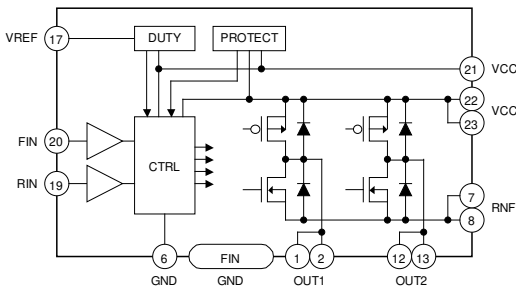 VREF 17 DUTY PROTECT
21 VCC
22 VCC
23
FIN 20
CTRL
RIN 19
7 RNF
8
6 FIN 1 2 12 13
GND GND OUT1 OUT2